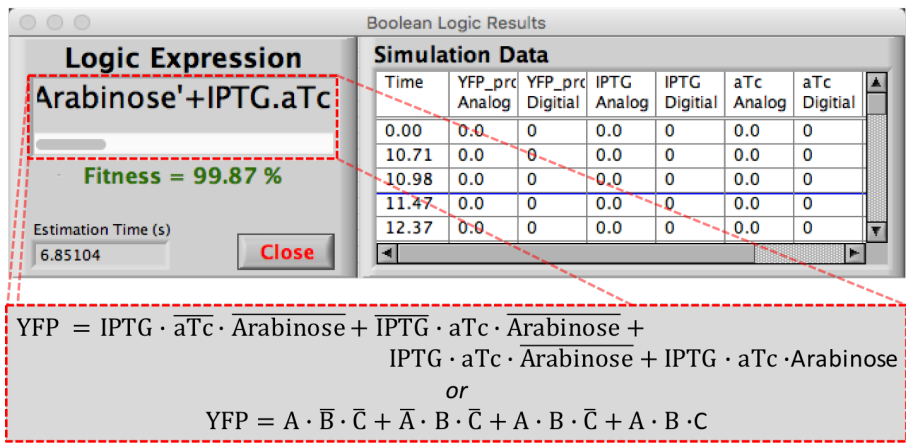 Boolean Logic Results
Logic Expression
Arabinose'+IPTG.aTc
Fitness = 99.87 %
Estimation Time (s)
6.85104
Close
Simulation Data
Time YFP_pro YFP_pro IPTG IPTG aTc aTc
Analog Digitial Analog Digitial Analog Digitial
0.00 0.0 0 0.0 0 0.0 0
10.71 0.0 0 0.0 0 0.0 0
10.98 0.0 0 0.0 0 0.0 0
11.47 0.0 0 0.0 0 0.0 0
12.37 0.0 0 0.0 0 0.0 0
YFP = IPTG · a̅T̅c̅ · A̅r̅a̅b̅i̅n̅o̅s̅e̅ + I̅P̅T̅G̅ · aTc · A̅r̅a̅b̅i̅n̅o̅s̅e̅ +
IPTG · aTc · A̅r̅a̅b̅i̅n̅o̅s̅e̅ + IPTG · aTc ·Arabinose
or
YFP = A · B̅ · C̅ + A̅ · B · C̅ + A · B · C̅ + A · B ·C